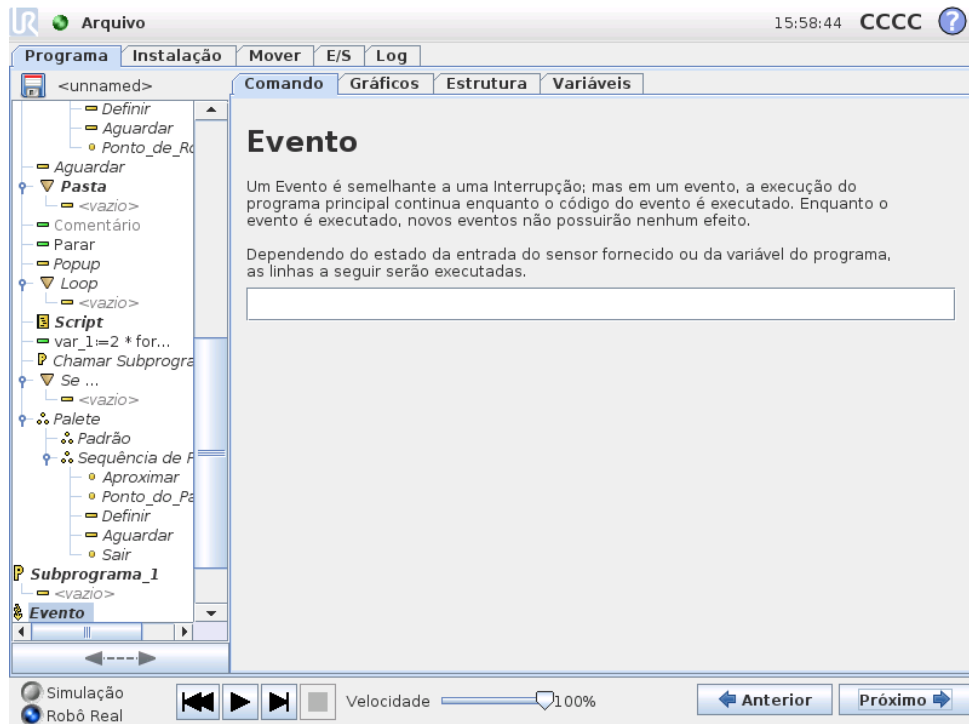 UR Arquivo 15:58:44 CCCC ?
Programa Instalação Mover E/S Log
<unnamed>
Comando Gráficos Estrutura Variáveis
Definir
Aguardar
Ponto_de_Ro
Aguardar
Pasta
<vazio>
Comentário
Parar
Popup
Loop
<vazio>
Script
var_1:=2 * for...
Chamar Subprogra
Se ...
<vazio>
Palete
Padrão
Sequência de P
Aproximar
Ponto_do_Pa
Definir
Aguardar
Sair
P Subprograma_1
<vazio>
Evento
Evento
Um Evento é semelhante a uma Interrupção; mas em um evento, a execução do
programa principal continua enquanto o código do evento é executado. Enquanto o
evento é executado, novos eventos não possuirão nenhum efeito.
Dependendo do estado da entrada do sensor fornecido ou da variável do programa,
as linhas a seguir serão executadas.
Simulação
Robô Real
Velocidade 100%
Anterior Próximo